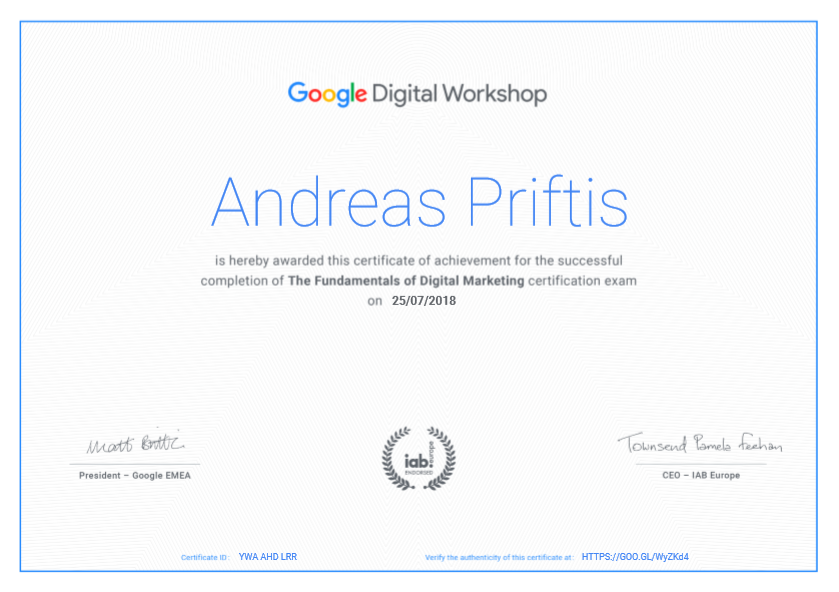 Google Digital Workshop
Andreas Priftis
is hereby awarded this certificate of achievement for the successful
completion of The Fundamentals of Digital Marketing certification exam
on 25/07/2018
Matt Brittin
Townsend Pamela Feehan
iab europe
ENDORSED
President – Google EMEA
CEO – IAB Europe
Certificate ID: YWA AHD LRR
Verify the authenticity of this certificate at: HTTPS://GOO.GL/WyZKd4